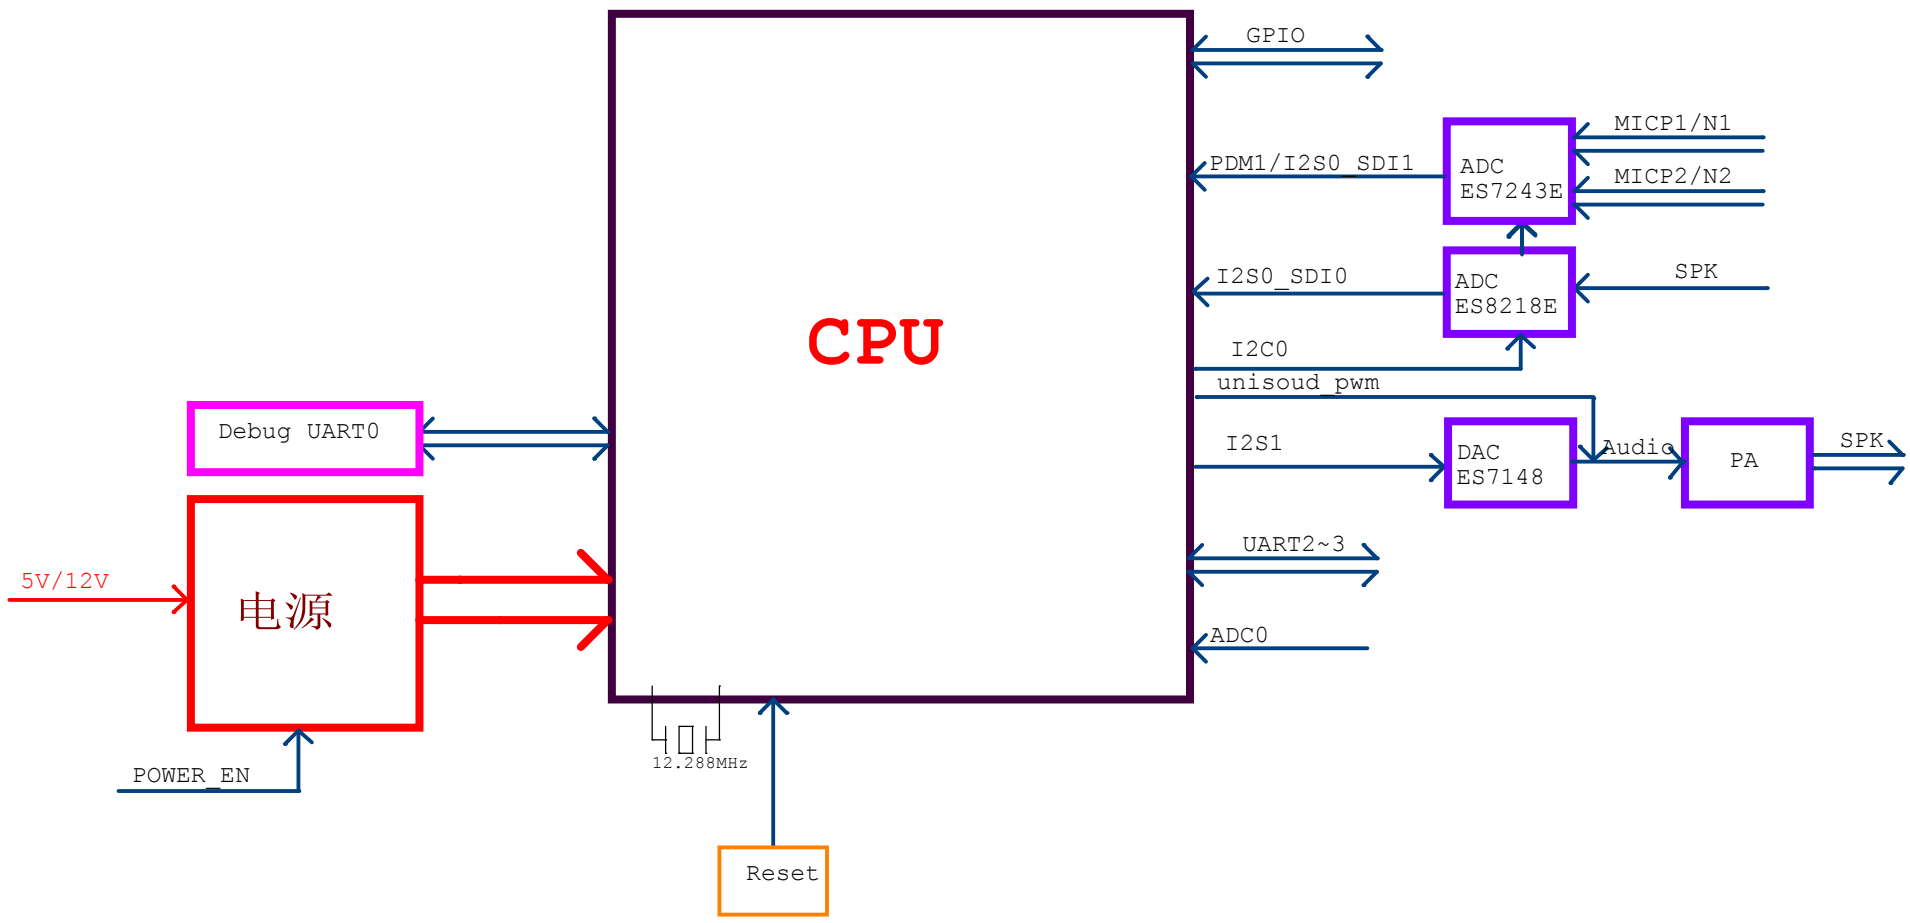 GPIO
MICP1/N1
PDM1/I2S0_SDI1
ADC
ES7243E
MICP2/N2
I2S0_SDI0
ADC
ES8218E
SPK
CPU
I2C0
unisoud_pwm
Debug UART0
I2S1
DAC
ES7148
Audio
PA
SPK
UART2~3
5V/12V
电源
ADC0
POWER_EN
12.288MHz
Reset